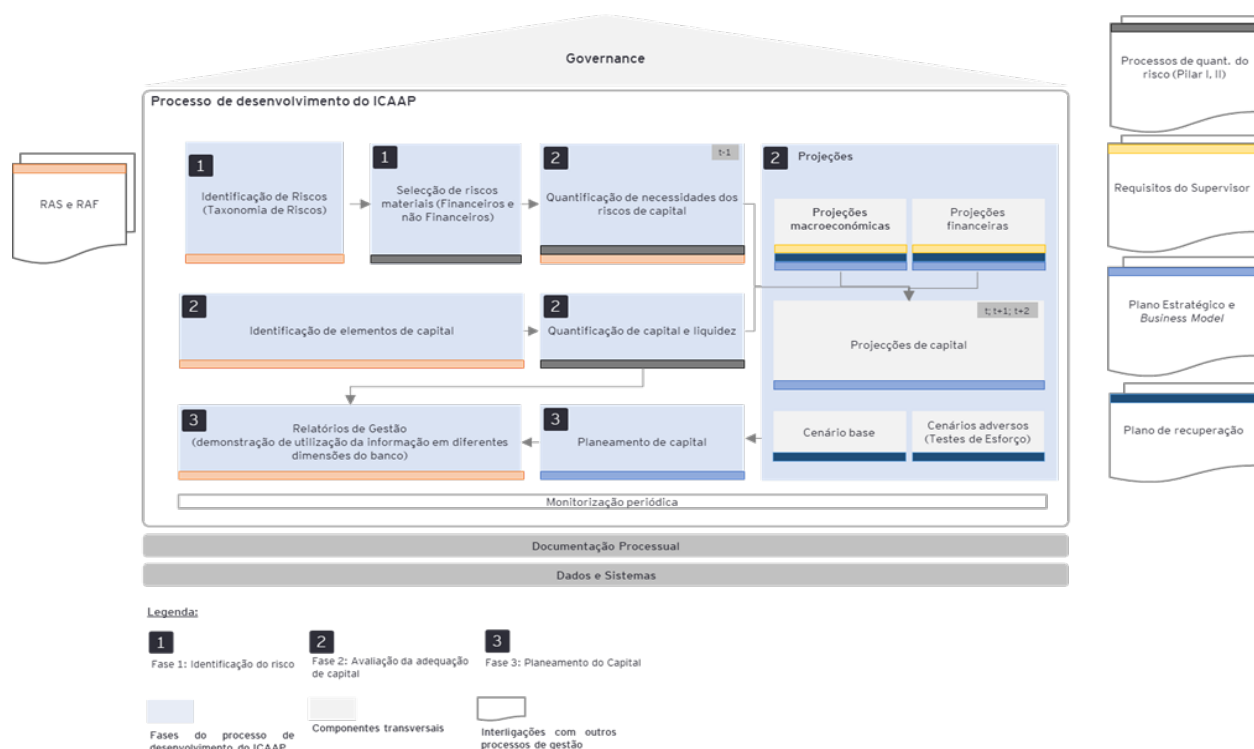 Governance
Processo de desenvolvimento do ICAAP
RAS e RAF
1
Identificação de Riscos
(Taxonomia de Riscos)
1
Selecção de riscos
materiais (Financeiros e
não Financeiros)
2
t-1
Quantificação de necessidades dos
riscos de capital
2
Projeções
Projeções
macroeconómicas
Projeções
financeiras
2
Identificação de elementos de capital
2
Quantificação de capital e liquidez
t; t+1; t+2
Projecções de capital
3
Relatórios de Gestão
(demonstração de utilização da informação em diferentes
dimensões do banco)
3
Planeamento de capital
Cenário base
Cenários adversos
(Testes de Esforço)
Monitorização periódica
Documentação Processual
Dados e Sistemas
Processos de quant. do
risco (Pilar I, II)
Requisitos do Supervisor
Plano Estratégico e
Business Model
Plano de recuperação
Legenda:
1
Fase 1: Identificação do risco
2
Fase 2: Avaliação da adequação
de capital
3
Fase 3: Planeamento do Capital
Fases do processo de
desenvolvimento do ICAAP
Componentes transversais
Interligações com outros
processos de gestão